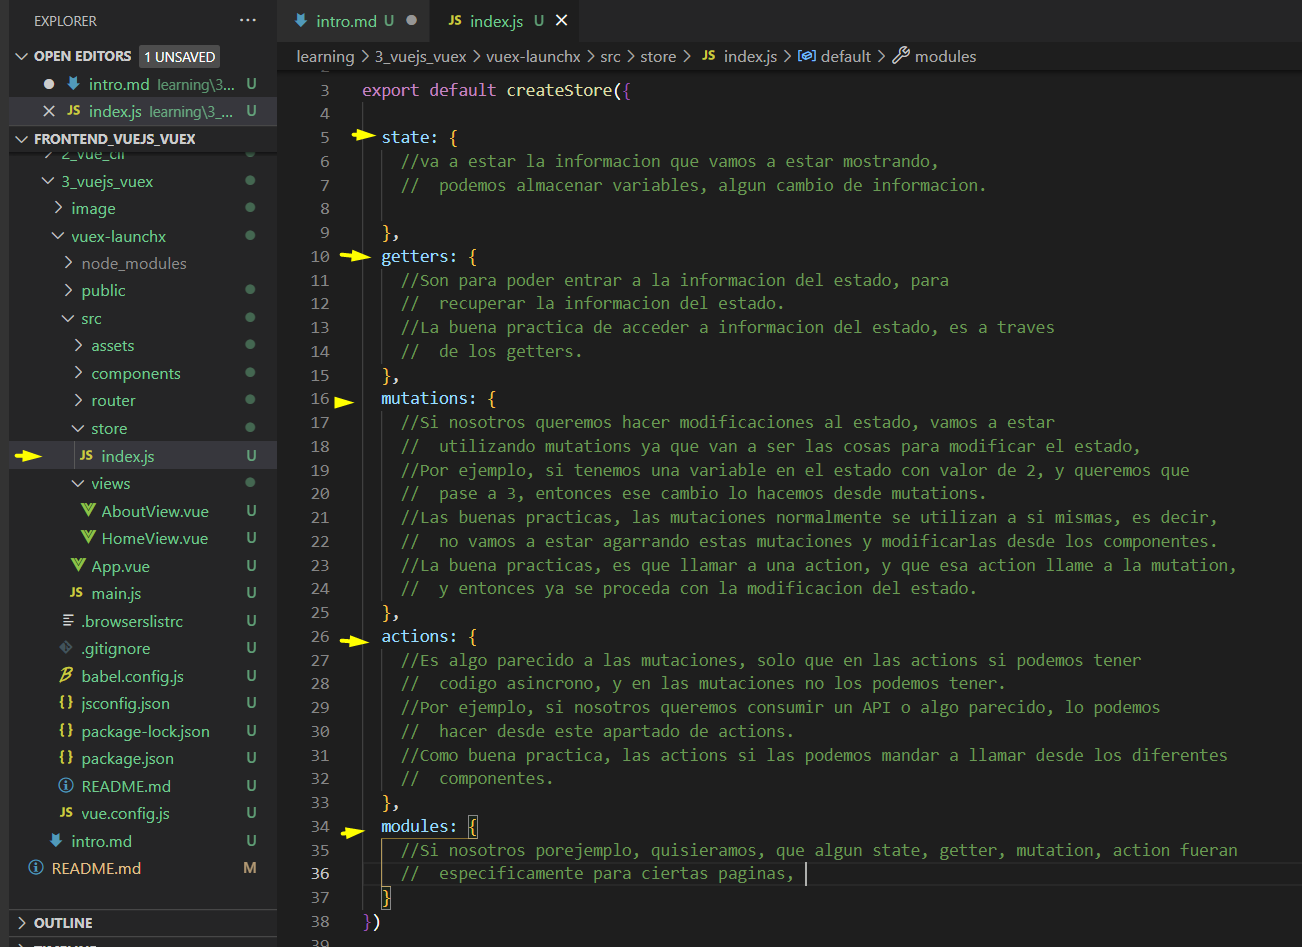 EXPLORER
OPEN EDITORS 1 UNSAVED
intro.md learning\3... U
index.js learning\3_... U
FRONTEND_VUEJS_VUEX
2_vue_cli
3_vuejs_vuex
image
vuex-launchx
node_modules
public
src
assets
components
router
store
JS index.js U
views
AboutView.vue U
HomeView.vue U
App.vue U
JS main.js U
.browserslistrc U
.gitignore U
babel.config.js U
{} jsconfig.json U
{} package-lock.json U
{} package.json U
README.md U
JS vue.config.js U
intro.md U
README.md M
OUTLINE
TIMELINE
intro.md U
JS index.js U
learning > 3_vuejs_vuex > vuex-launchx > src > store > JS index.js > default > modules
2
3 export default createStore({
4
5 state: {
6 //va a estar la informacion que vamos a estar mostrando,
7 //  podemos almacenar variables, algun cambio de informacion.
8
9 },
10 getters: {
11 //Son para poder entrar a la informacion del estado, para
12 //  recuperar la informacion del estado.
13 //La buena practica de acceder a informacion del estado, es a traves
14 //  de los getters.
15 },
16 mutations: {
17 //Si nosotros queremos hacer modificaciones al estado, vamos a estar
18 //  utilizando mutations ya que van a ser las cosas para modificar el estado,
19 //Por ejemplo, si tenemos una variable en el estado con valor de 2, y queremos que
20 //  pase a 3, entonces ese cambio lo hacemos desde mutations.
21 //Las buenas practicas, las mutaciones normalmente se utilizan a si mismas, es decir,
22 //  no vamos a estar agarrando estas mutaciones y modificarlas desde los componentes.
23 //La buena practicas, es que llamar a una action, y que esa action llame a la mutation,
24 //  y entonces ya se proceda con la modificacion del estado.
25 },
26 actions: {
27 //Es algo parecido a las mutaciones, solo que en las actions si podemos tener
28 //  codigo asincrono, y en las mutaciones no los podemos tener.
29 //Por ejemplo, si nosotros queremos consumir un API o algo parecido, lo podemos
30 //  hacer desde este apartado de actions.
31 //Como buena practica, las actions si las podemos mandar a llamar desde los diferentes
32 //  componentes.
33 },
34 modules: {
35 //Si nosotros porejemplo, quisieramos, que algun state, getter, mutation, action fueran
36 //  especificamente para ciertas paginas,
37 }
38 })
39